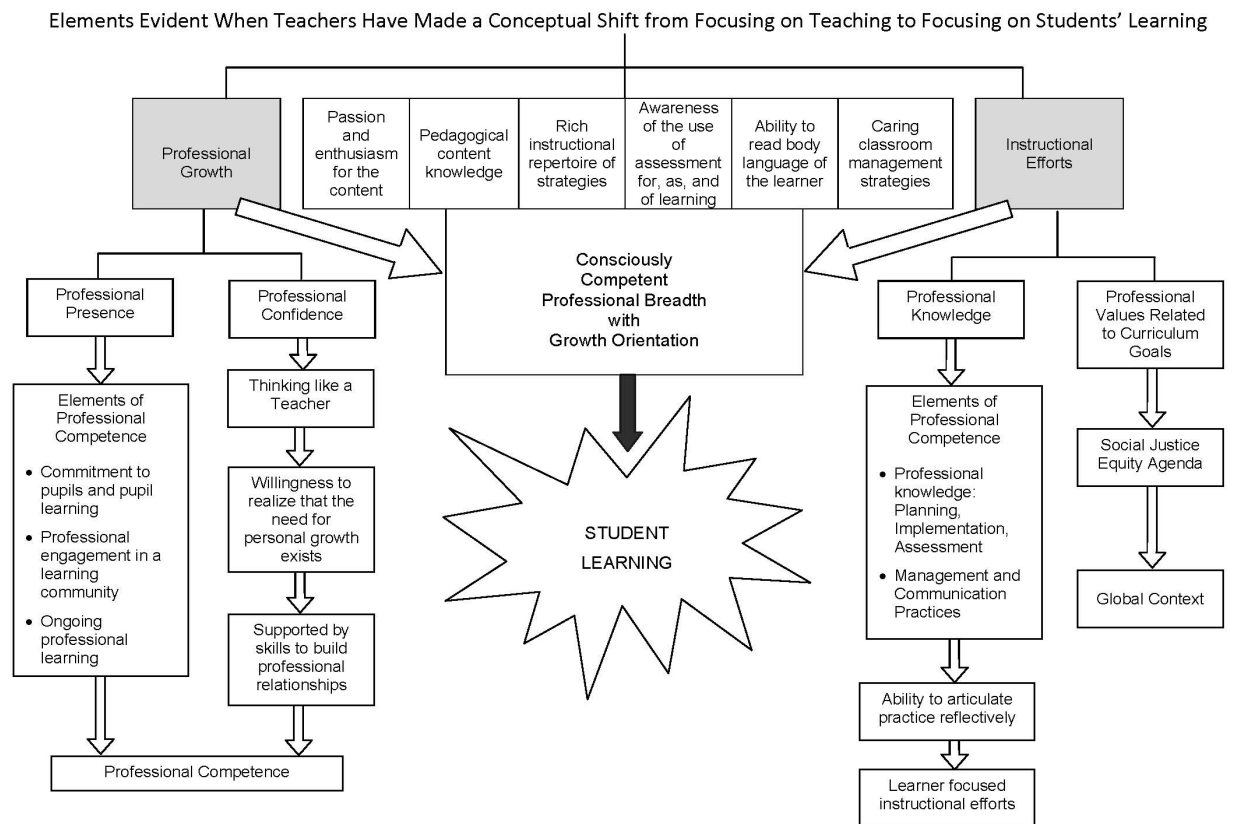 Elements Evident When Teachers Have Made a Conceptual Shift from Focusing on Teaching to Focusing on Students' Learning
Professional
Growth
Passion
and
enthusiasm
for the
content
Pedagogical
content
knowledge
Rich
instructional
repertoire of
strategies
Awareness
of the use
of
assessment
for, as, and
of learning
Ability to
read body
language of
the learner
Caring
classroom
management
strategies
Instructional
Efforts
Consciously
Competent
Professional Breadth
with
Growth Orientation
Professional
Presence
Professional
Confidence
Professional
Knowledge
Professional
Values Related
to Curriculum
Goals
Elements of
Professional
Competence
• Commitment to
pupils and pupil
learning
• Professional
engagement in a
learning
community
• Ongoing
professional
learning
Thinking like a
Teacher
Willingness to
realize that the
need for
personal growth
exists
Supported by
skills to build
professional
relationships
Professional Competence
STUDENT
LEARNING
Elements of
Professional
Competence
• Professional
knowledge:
Planning,
Implementation,
Assessment
• Management and
Communication
Practices
Ability to articulate
practice reflectively
Learner focused
instructional efforts
Social Justice
Equity Agenda
Global Context